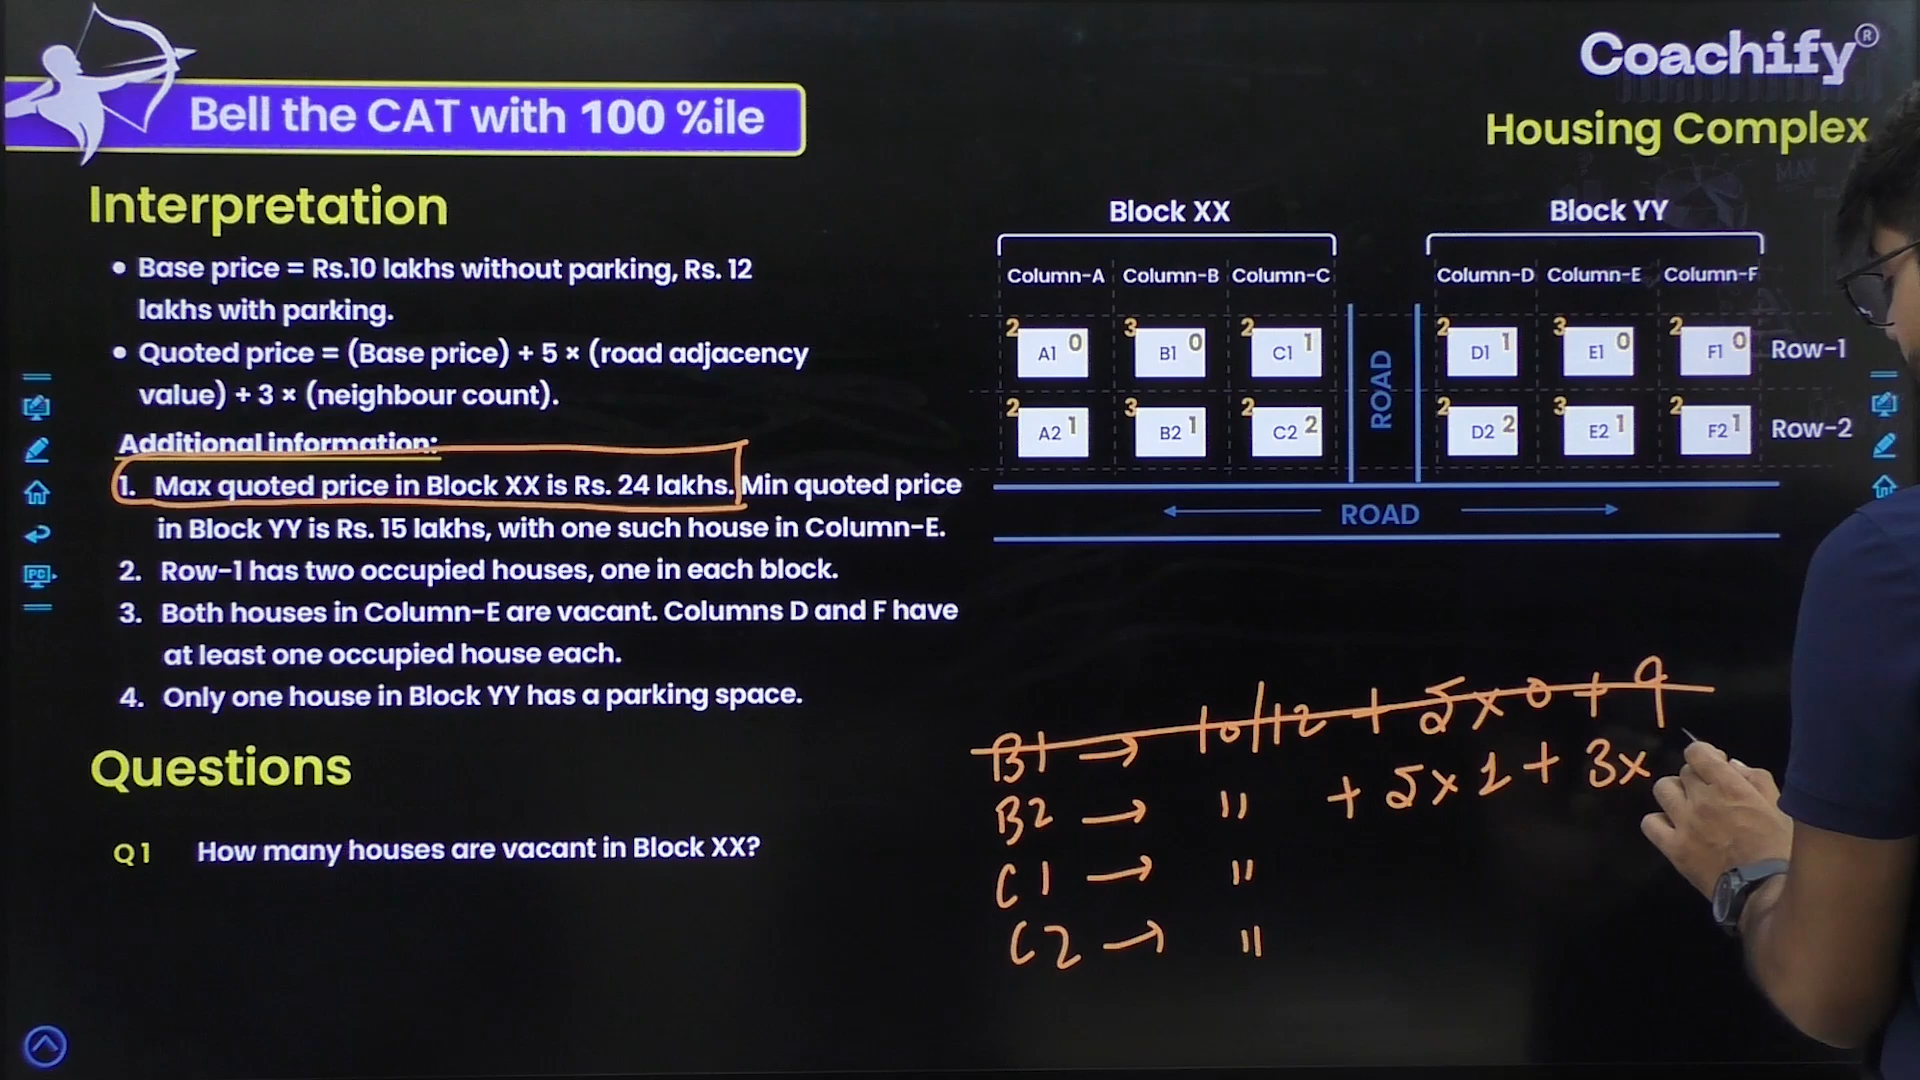 Coachify®
Bell the CAT with 100 %ile
Housing Complex
Interpretation
• Base price = Rs.10 lakhs without parking, Rs. 12
lakhs with parking.
• Quoted price = (Base price) + 5 × (road adjacency
value) + 3 × (neighbour count).
Additional information:
1. Max quoted price in Block XX is Rs. 24 lakhs. Min quoted price
in Block YY is Rs. 15 lakhs, with one such house in Column-E.
2. Row-1 has two occupied houses, one in each block.
3. Both houses in Column-E are vacant. Columns D and F have
at least one occupied house each.
4. Only one house in Block YY has a parking space.
Questions
Q 1 How many houses are vacant in Block XX?
Block XX Block YY
Column-A Column-B Column-C Column-D Column-E Column-F
2 A1 0 3 B1 0 2 C1 1 2 D1 1 3 E1 0 2 F1 0 Row-1
2 A2 1 3 B2 1 2 C2 2 2 D2 2 3 E2 1 2 F2 1 Row-2
ROAD
ROAD
B1 → 10/12 + 5×0 + 9
B2 → " + 5×1 + 3×
C1 → "
C2 → "
PC